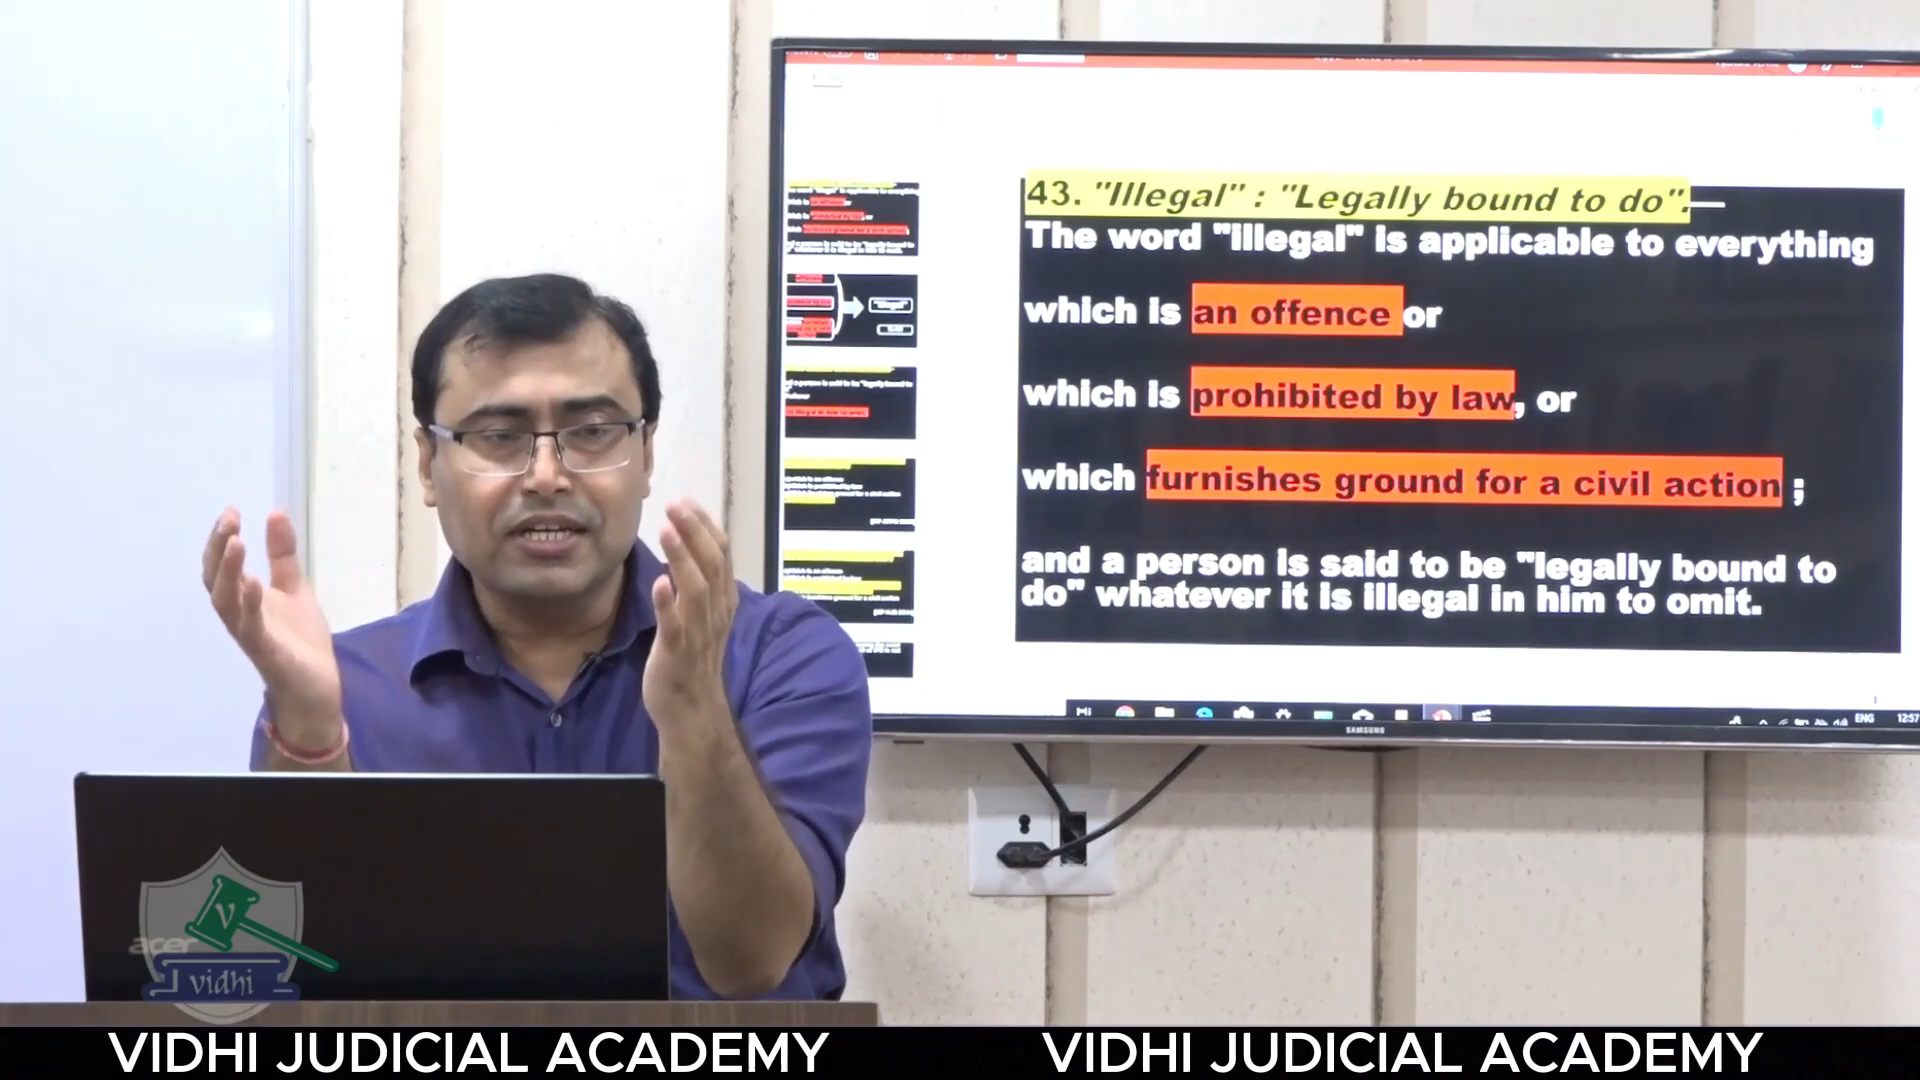 43. "Illegal" : "Legally bound to do".
The word "illegal" is applicable to everything
which is an offence or
which is prohibited by law, or
which furnishes ground for a civil action ;
and a person is said to be "legally bound to
do" whatever it is illegal in him to omit.
ENG 12:57
SAMSUNG
acer
V
vidhi
VIDHI JUDICIAL ACADEMY
VIDHI JUDICIAL ACADEMY